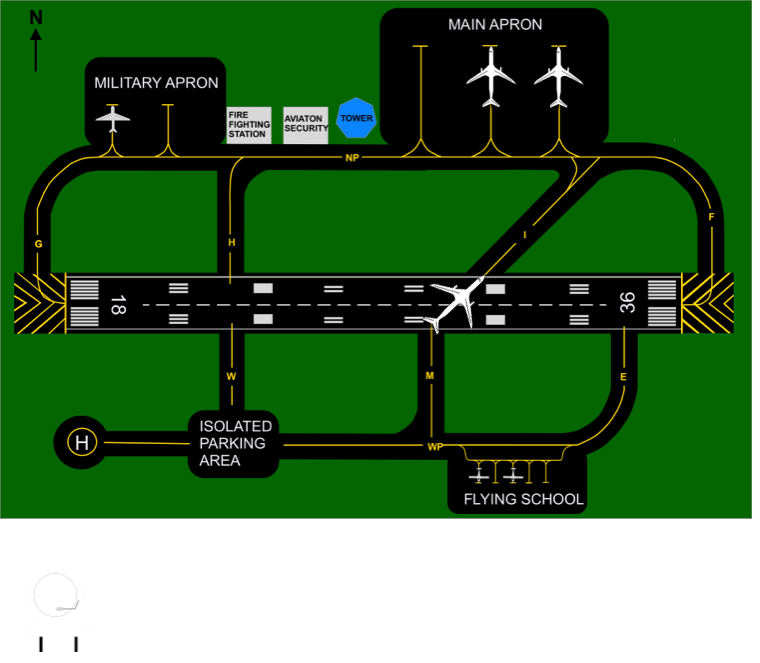 N
MAIN APRON
MILITARY APRON
FIRE
FIGHTING
STATION
AVIATON
SECURITY
TOWER
NP
G
H
I
F
18
36
W
M
E
ISOLATED
PARKING
AREA
H
WP
FLYING SCHOOL